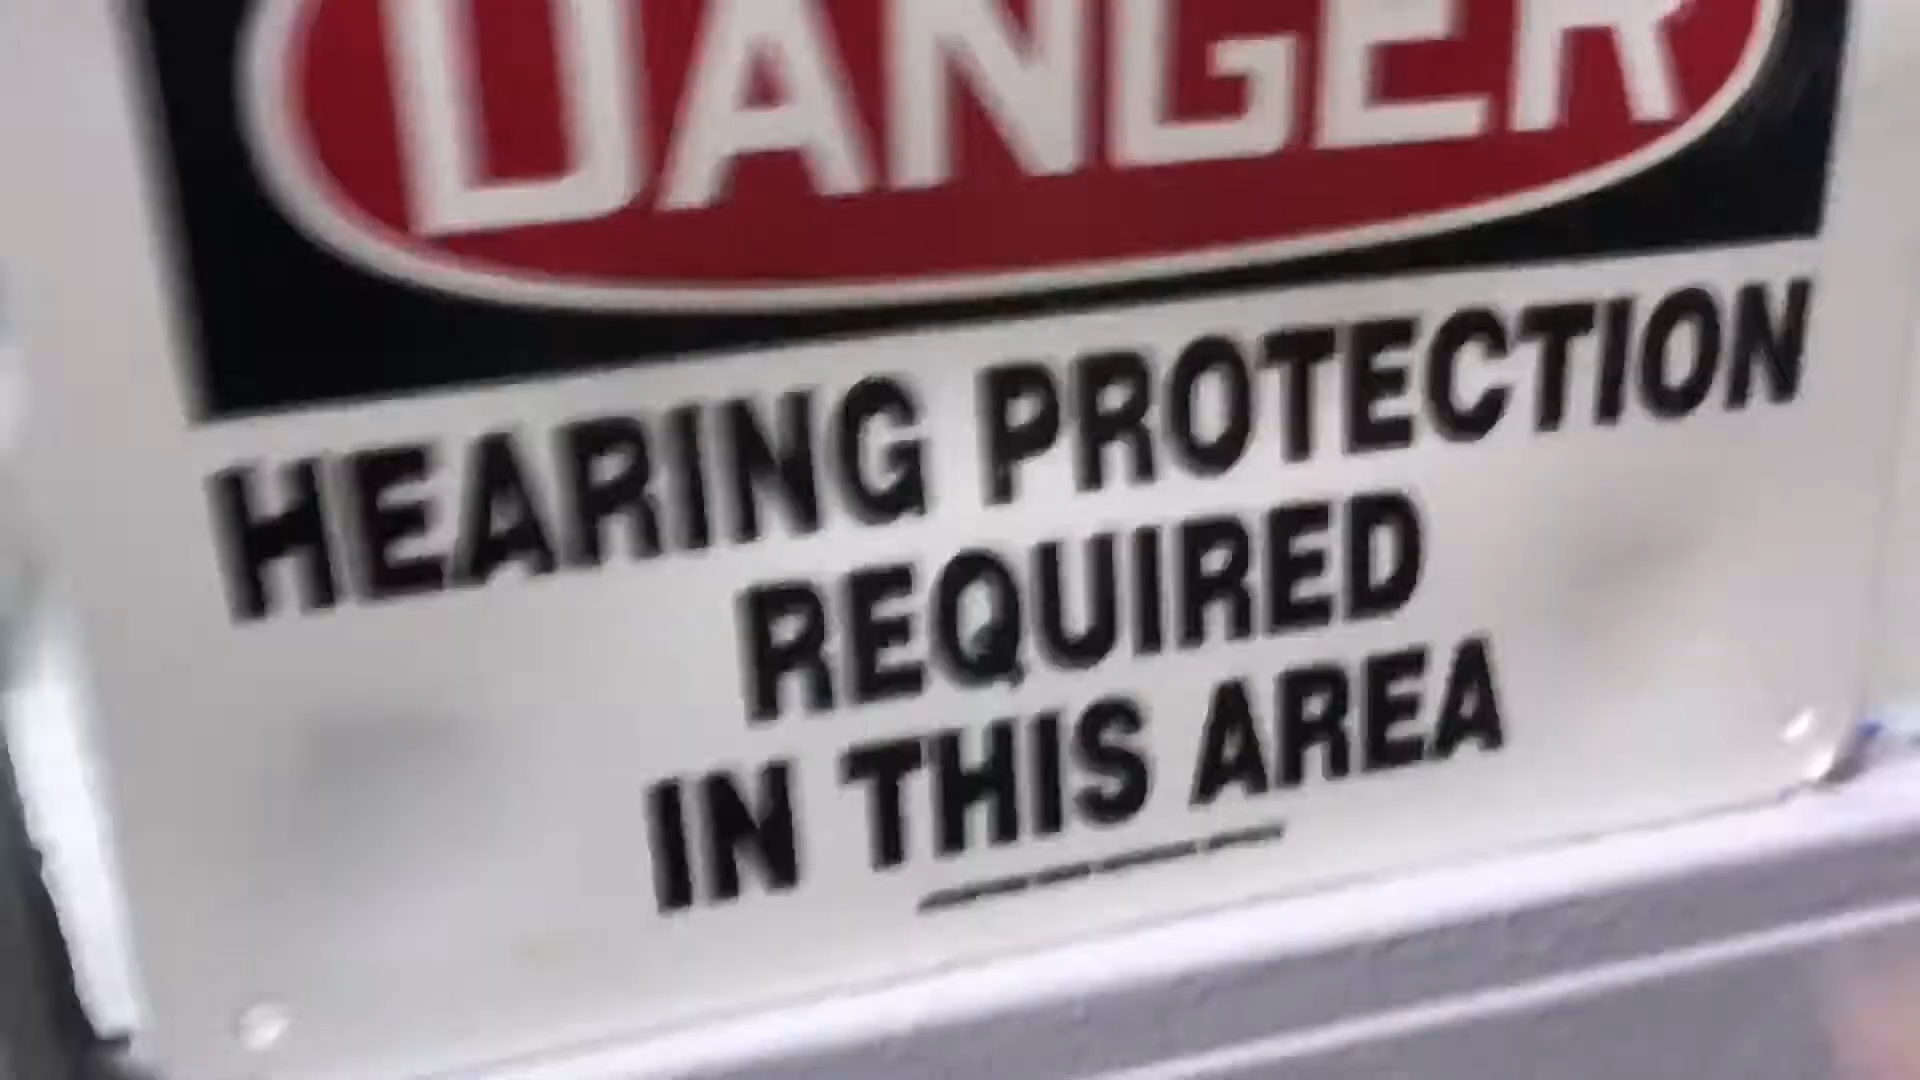 DANGER
HEARING PROTECTION
REQUIRED
IN THIS AREA